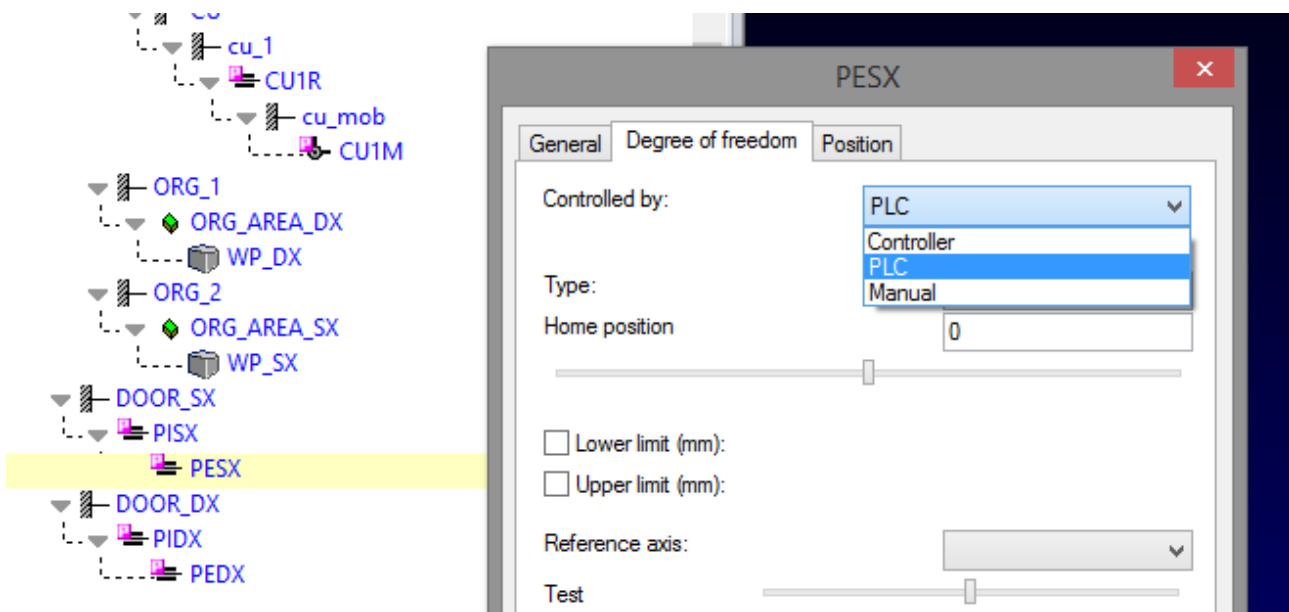 CU
cu_1
CU1R
cu_mob
CU1M
ORG_1
ORG_AREA_DX
WP_DX
ORG_2
ORG_AREA_SX
WP_SX
DOOR_SX
PISX
PESX
DOOR_DX
PIDX
PEDX
PESX
General Degree of freedom Position
Controlled by: PLC
Controller
PLC
Manual
Type:
Home position 0
Lower limit (mm):
Upper limit (mm):
Reference axis:
Test